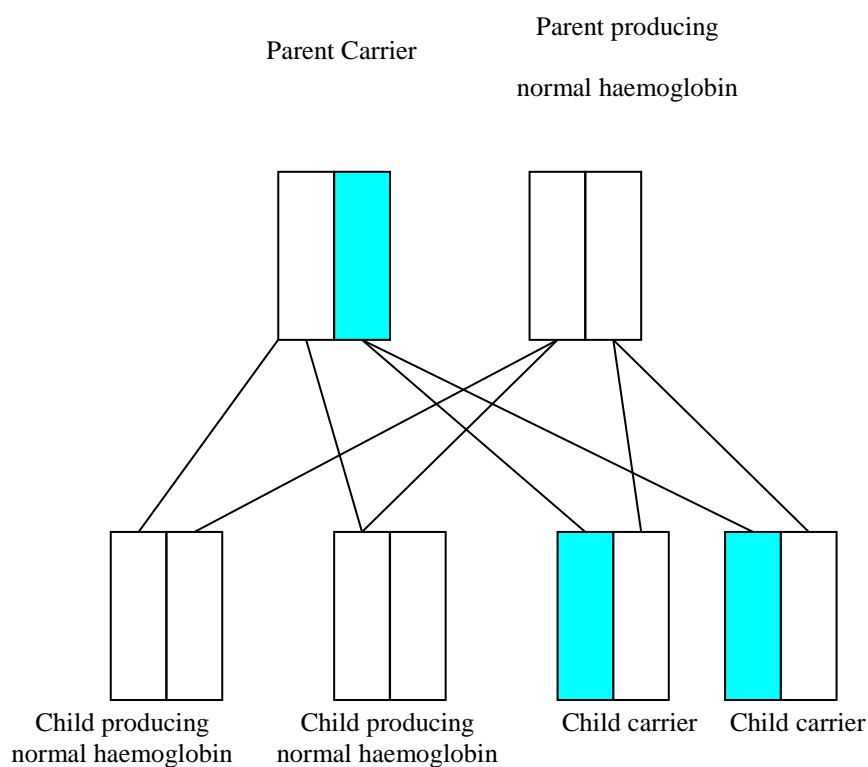 Parent Carrier
Parent producing
normal haemoglobin
Child producing
normal haemoglobin
Child producing
normal haemoglobin
Child carrier
Child carrier